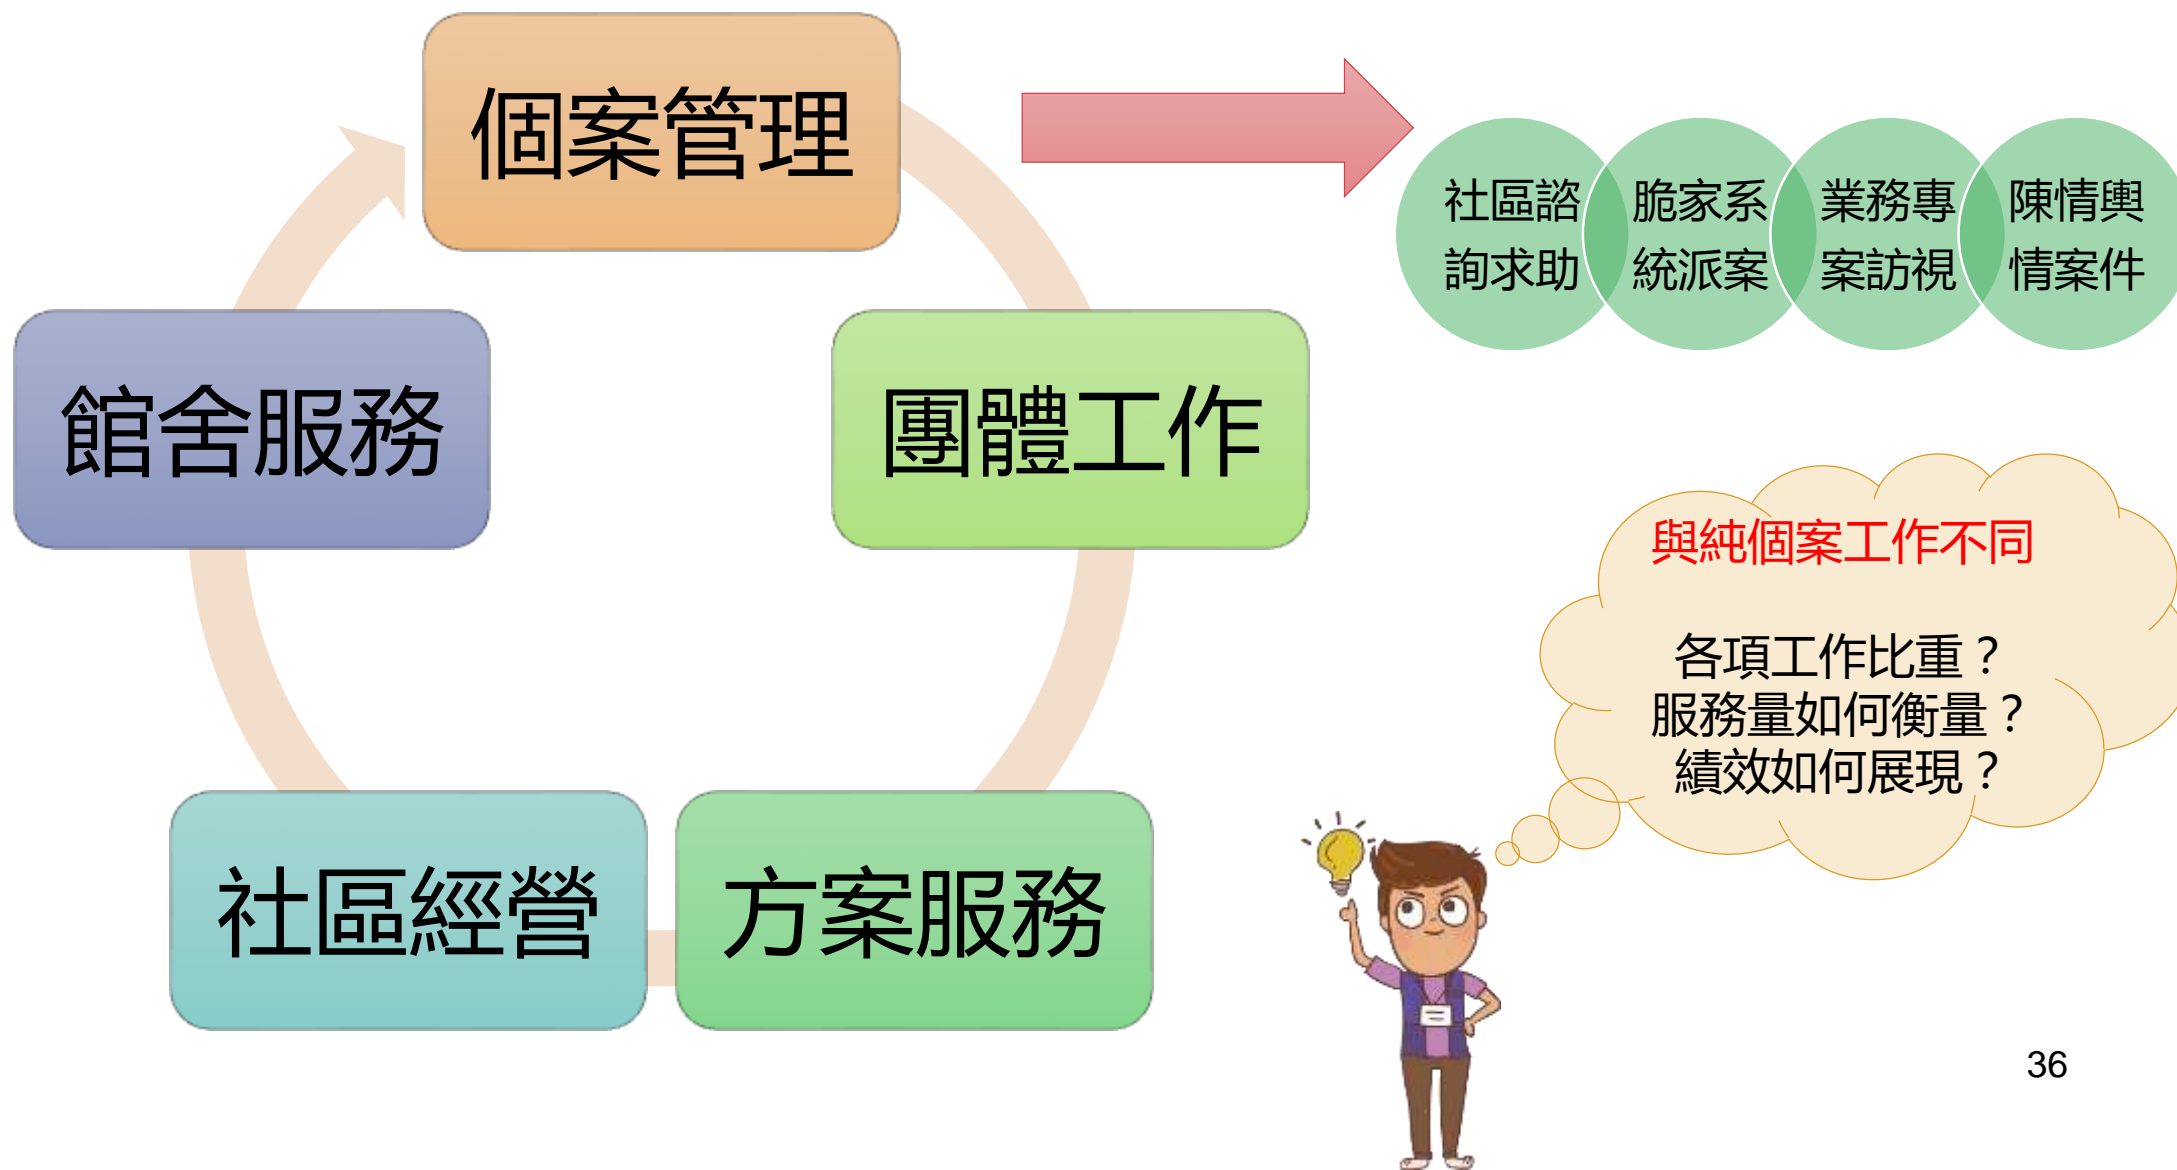 個案管理
社區諮
詢求助
脆家系
統派案
業務專
案訪視
陳情輿
情案件
館舍服務
團體工作
與純個案工作不同
各項工作比重？
服務量如何衡量？
績效如何展現？
社區經營
方案服務
36